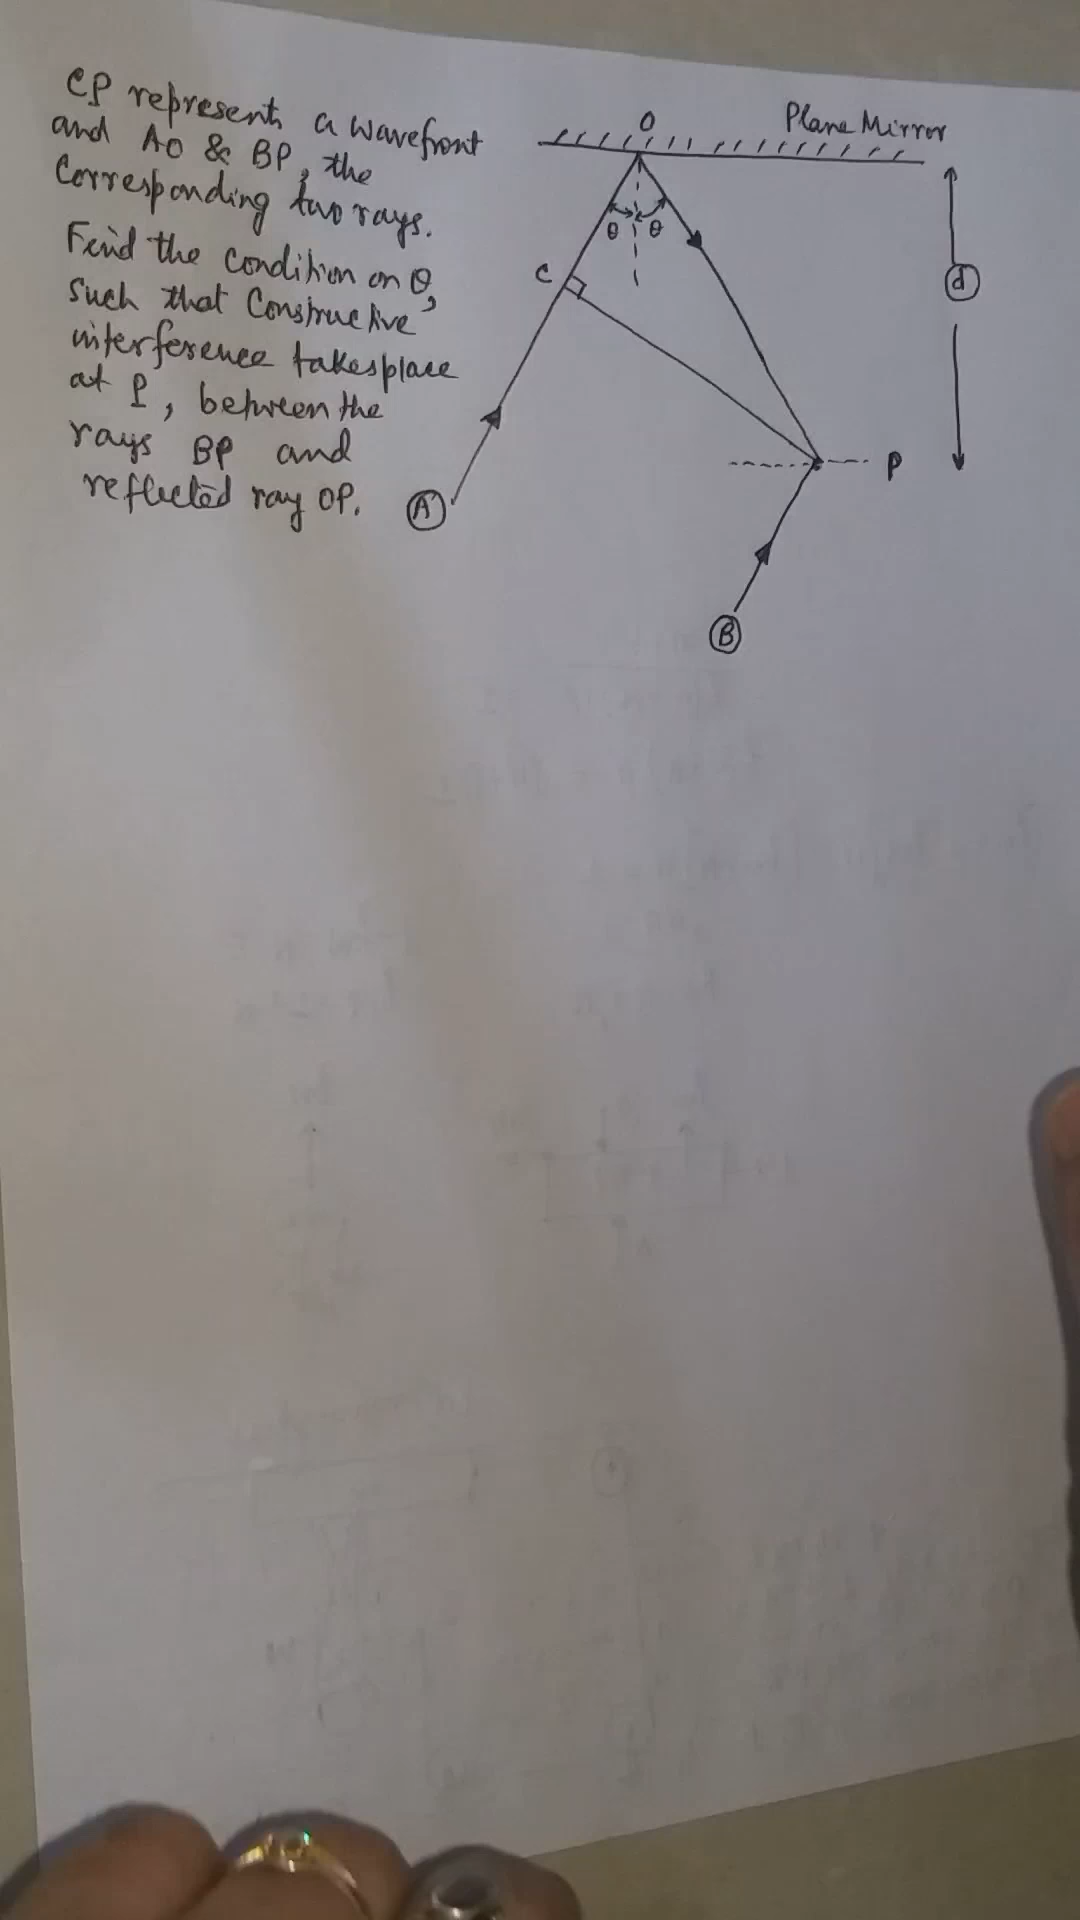 CP represents a wavefront
and AO & BP, the
Corresponding two rays.
Find the condition on θ,
such that Constructive
interference takesplace
at P, between the
rays BP and
reflected ray OP.
O
Plane Mirror
θ θ
C
d
P
A
B